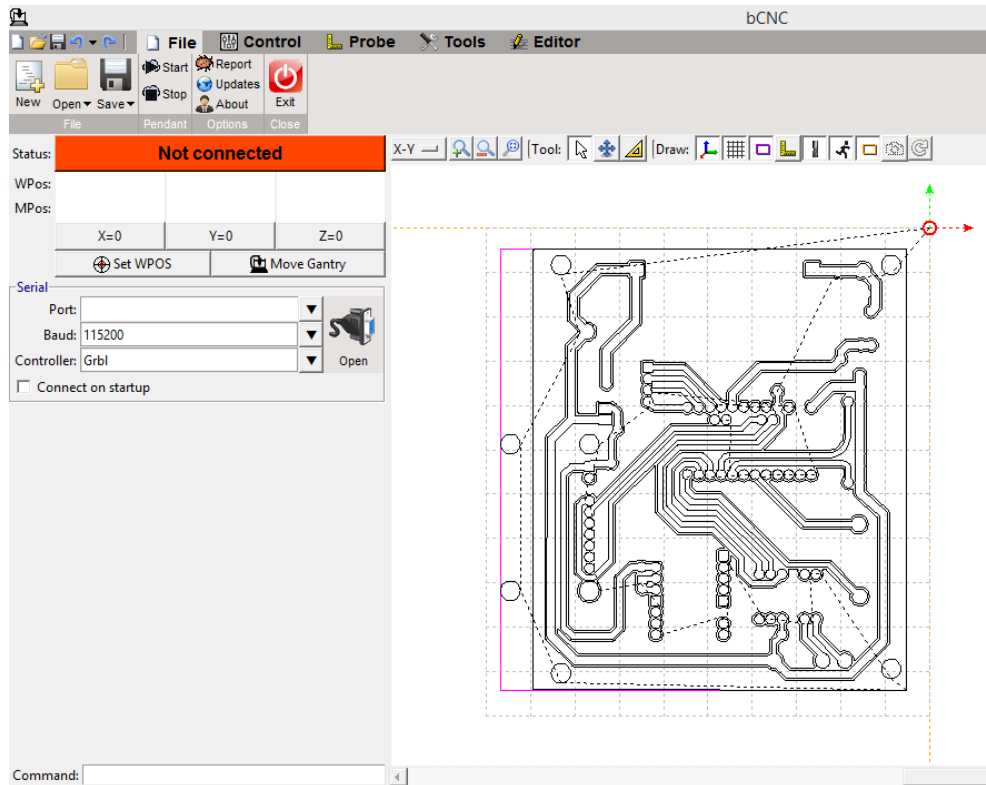 bCNC
File Control Probe Tools Editor
Start Report
Updates
New Open Save Stop About Exit
File Pendant Options Close
Status: Not connected X-Y Tool: Draw:
WPos:
MPos:
X=0 Y=0 Z=0
Set WPOS Move Gantry
Serial
Port:
Baud: 115200
Controller: Grbl Open
Connect on startup
Command: